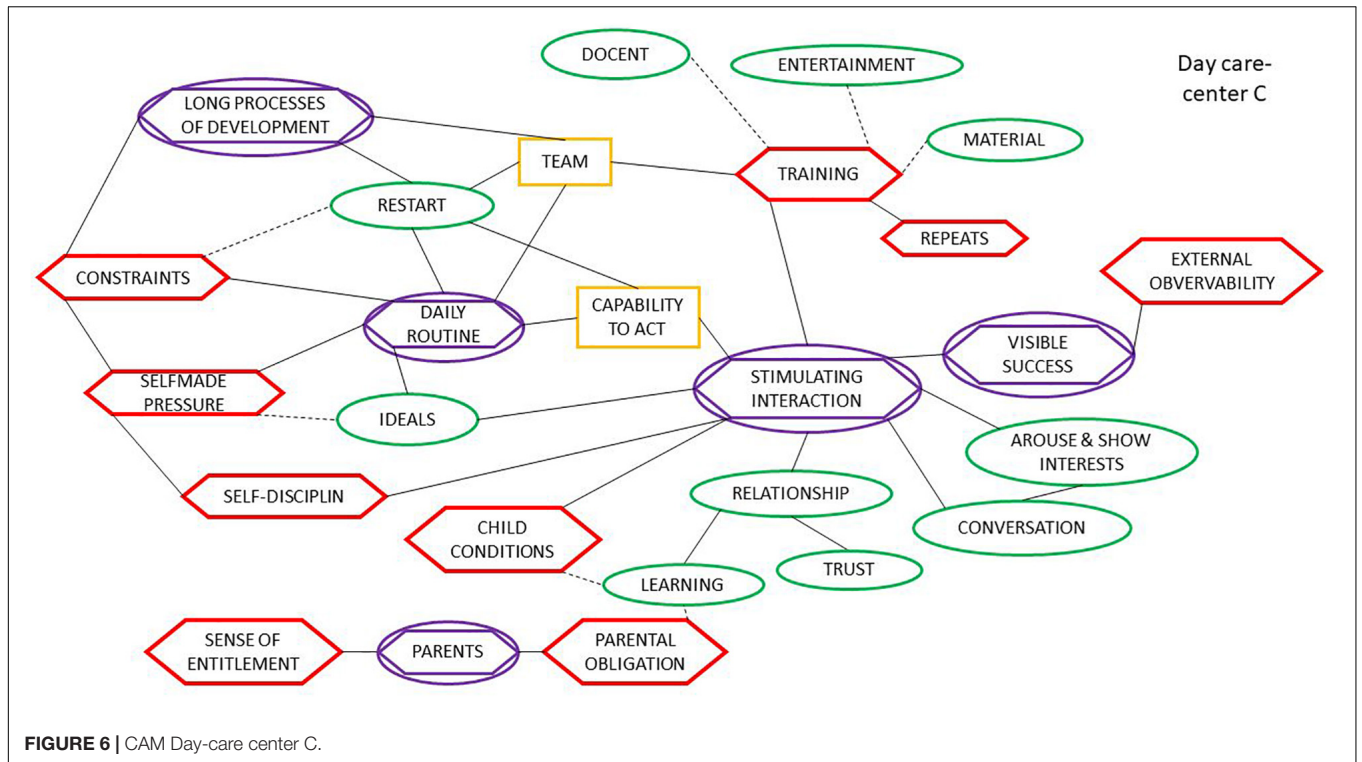 DOCENT
ENTERTAINMENT
Day care-
center C
LONG PROCESSES
OF DEVELOPMENT
MATERIAL
TEAM
TRAINING
RESTART
REPEATS
EXTERNAL
OBVERVABILITY
CONSTRAINTS
DAILY
ROUTINE
CAPABILITY
TO ACT
VISIBLE
SUCCESS
SELFMADE
PRESSURE
STIMULATING
INTERACTION
IDEALS
AROUSE & SHOW
INTERESTS
SELF-DISCIPLIN
RELATIONSHIP
CHILD
CONDITIONS
CONVERSATION
TRUST
LEARNING
SENSE OF
ENTITLEMENT
PARENTS
PARENTAL
OBLIGATION
FIGURE 6 | CAM Day-care center C.